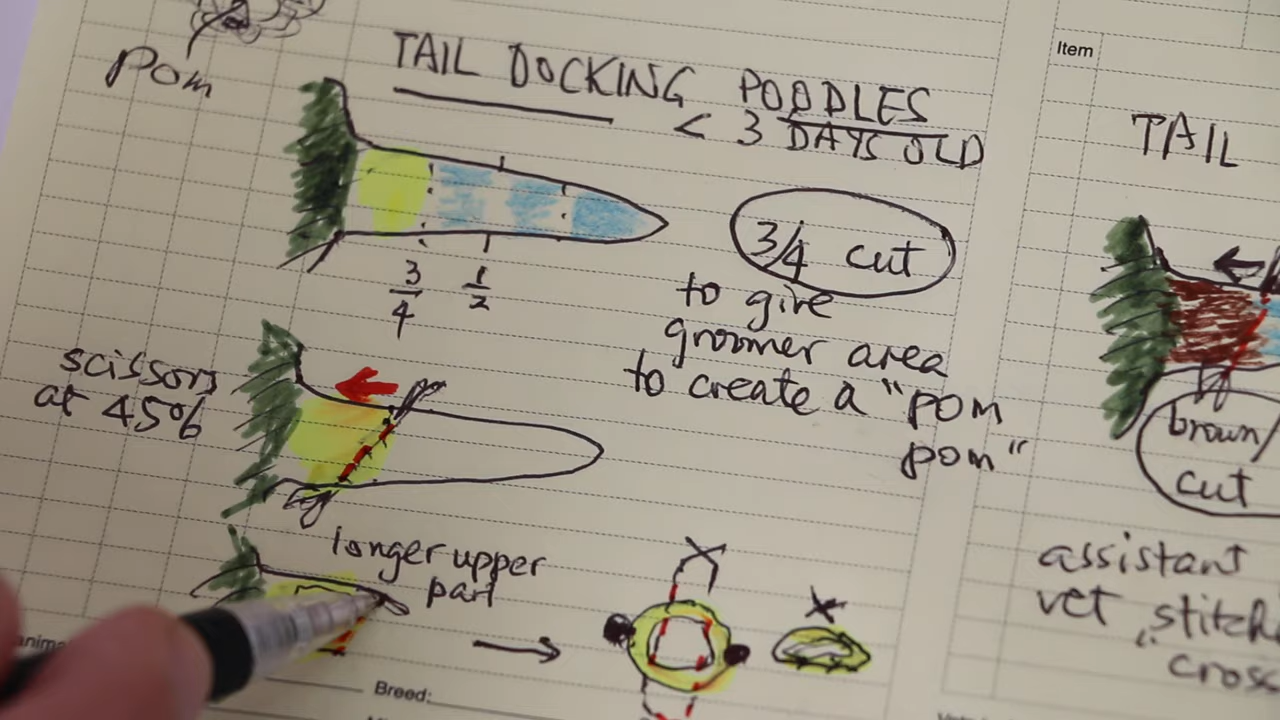 Pom
TAIL DOCKING POODLES
< 3 DAYS OLD
3/4 cut
3/4 1/2
to give
groomer area
to create a "pom
pom"
scissors
at 45%
longer upper
part
Breed:
Item
TAIL
brown/
cut
assistant
vet stitch
"cross